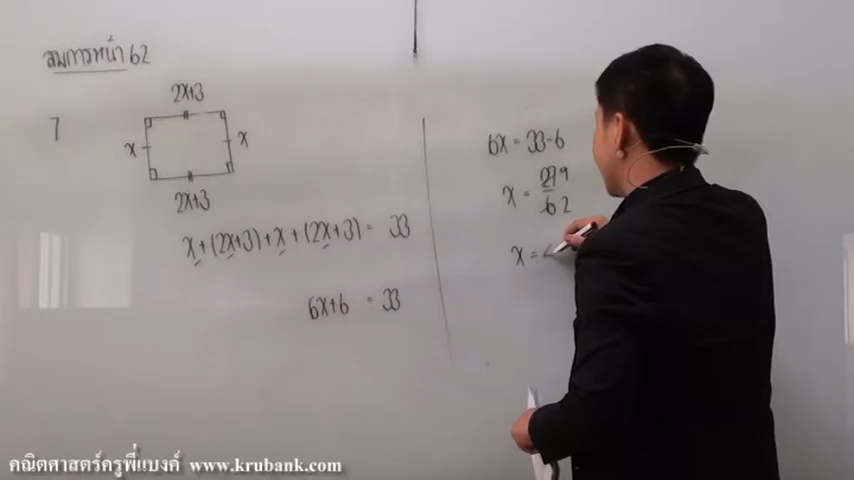 สมการหน้า 62
7
2x+3
x
x
2x+3
x + (2x+3) + x + (2x+3) = 33
6x+6 = 33
6x = 33-6
x = 27 9
6 2
x =
คณิตศาสตร์ครูพี่แบงค์ www.krubank.com